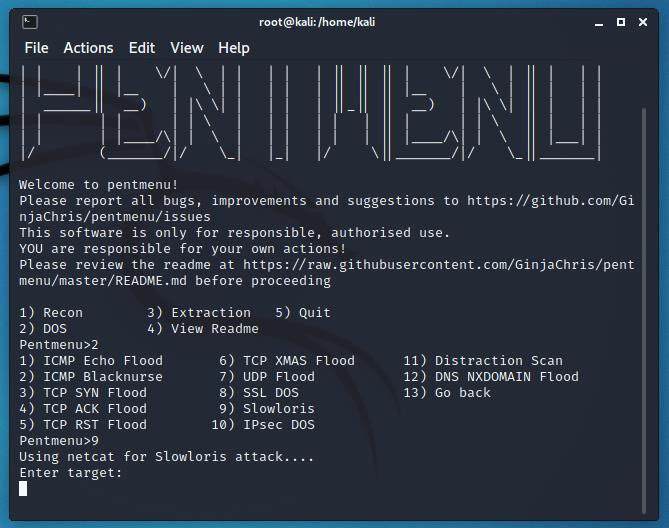 root@kali: /home/kali
File Actions Edit View Help
PENTMENU
Welcome to pentmenu!
Please report all bugs, improvements and suggestions to https://github.com/Gi
njaChris/pentmenu/issues
This software is only for responsible, authorised use.
YOU are responsible for your own actions!
Please review the readme at https://raw.githubusercontent.com/GinjaChris/pent
menu/master/README.md before proceeding
1) Recon 3) Extraction 5) Quit
2) DOS 4) View Readme
Pentmenu>2
1) ICMP Echo Flood 6) TCP XMAS Flood 11) Distraction Scan
2) ICMP Blacknurse 7) UDP Flood 12) DNS NXDOMAIN Flood
3) TCP SYN Flood 8) SSL DOS 13) Go back
4) TCP ACK Flood 9) Slowloris
5) TCP RST Flood 10) IPsec DOS
Pentmenu>9
Using netcat for Slowloris attack....
Enter target: